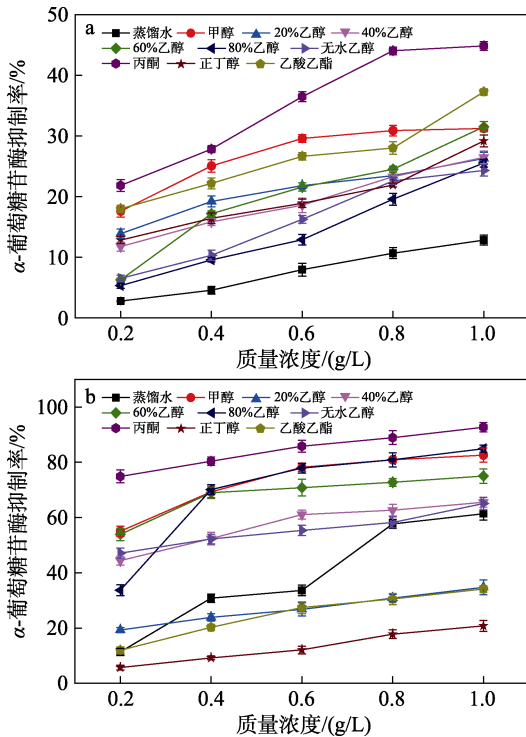 a
蒸馏水 甲醇 20%乙醇 40%乙醇
60%乙醇 80%乙醇 无水乙醇
丙酮 正丁醇 乙酸乙酯
α-葡萄糖苷酶抑制率/%
50
40
30
20
10
0
0.2 0.4 0.6 0.8 1.0
质量浓度/(g/L)
b
蒸馏水 甲醇 20%乙醇 40%乙醇
60%乙醇 80%乙醇 无水乙醇
丙酮 正丁醇 乙酸乙酯
α-葡萄糖苷酶抑制率/%
100
80
60
40
20
0
0.2 0.4 0.6 0.8 1.0
质量浓度/(g/L)